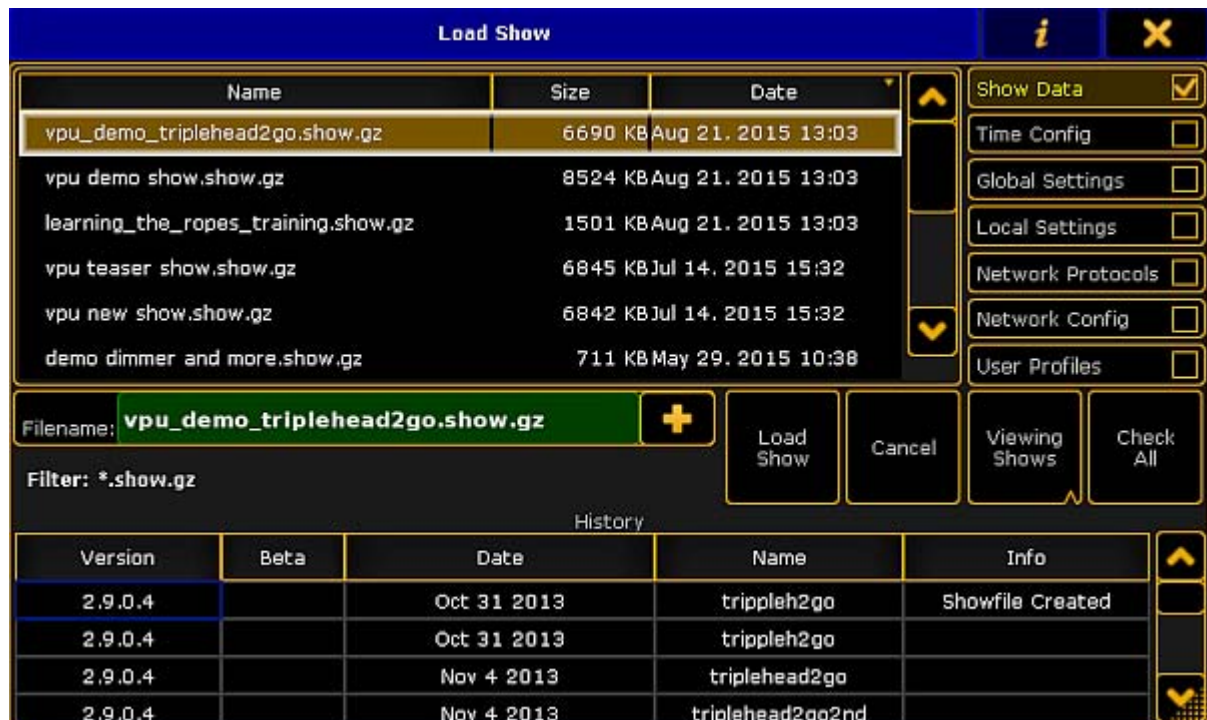 Load Show i
Name Size Date
vpu_demo_triplehead2go.show.gz 6690 KB Aug 21. 2015 13:03
vpu demo show.show.gz 8524 KB Aug 21. 2015 13:03
learning_the_ropes_training.show.gz 1501 KB Aug 21. 2015 13:03
vpu teaser show.show.gz 6845 KB Jul 14. 2015 15:32
vpu new show.show.gz 6842 KB Jul 14. 2015 15:32
demo dimmer and more.show.gz 711 KB May 29. 2015 10:38
Show Data
Time Config
Global Settings
Local Settings
Network Protocols
Network Config
User Profiles
Filename: vpu_demo_triplehead2go.show.gz
Load
Show
Cancel
Viewing
Shows
Check
All
Filter: *.show.gz
History
Version Beta Date Name Info
2.9.0.4 Oct 31 2013 trippleh2go Showfile Created
2.9.0.4 Oct 31 2013 trippleh2go
2.9.0.4 Nov 4 2013 triplehead2go
2.9.0.4 Nov 4 2013 triplehead2go2nd